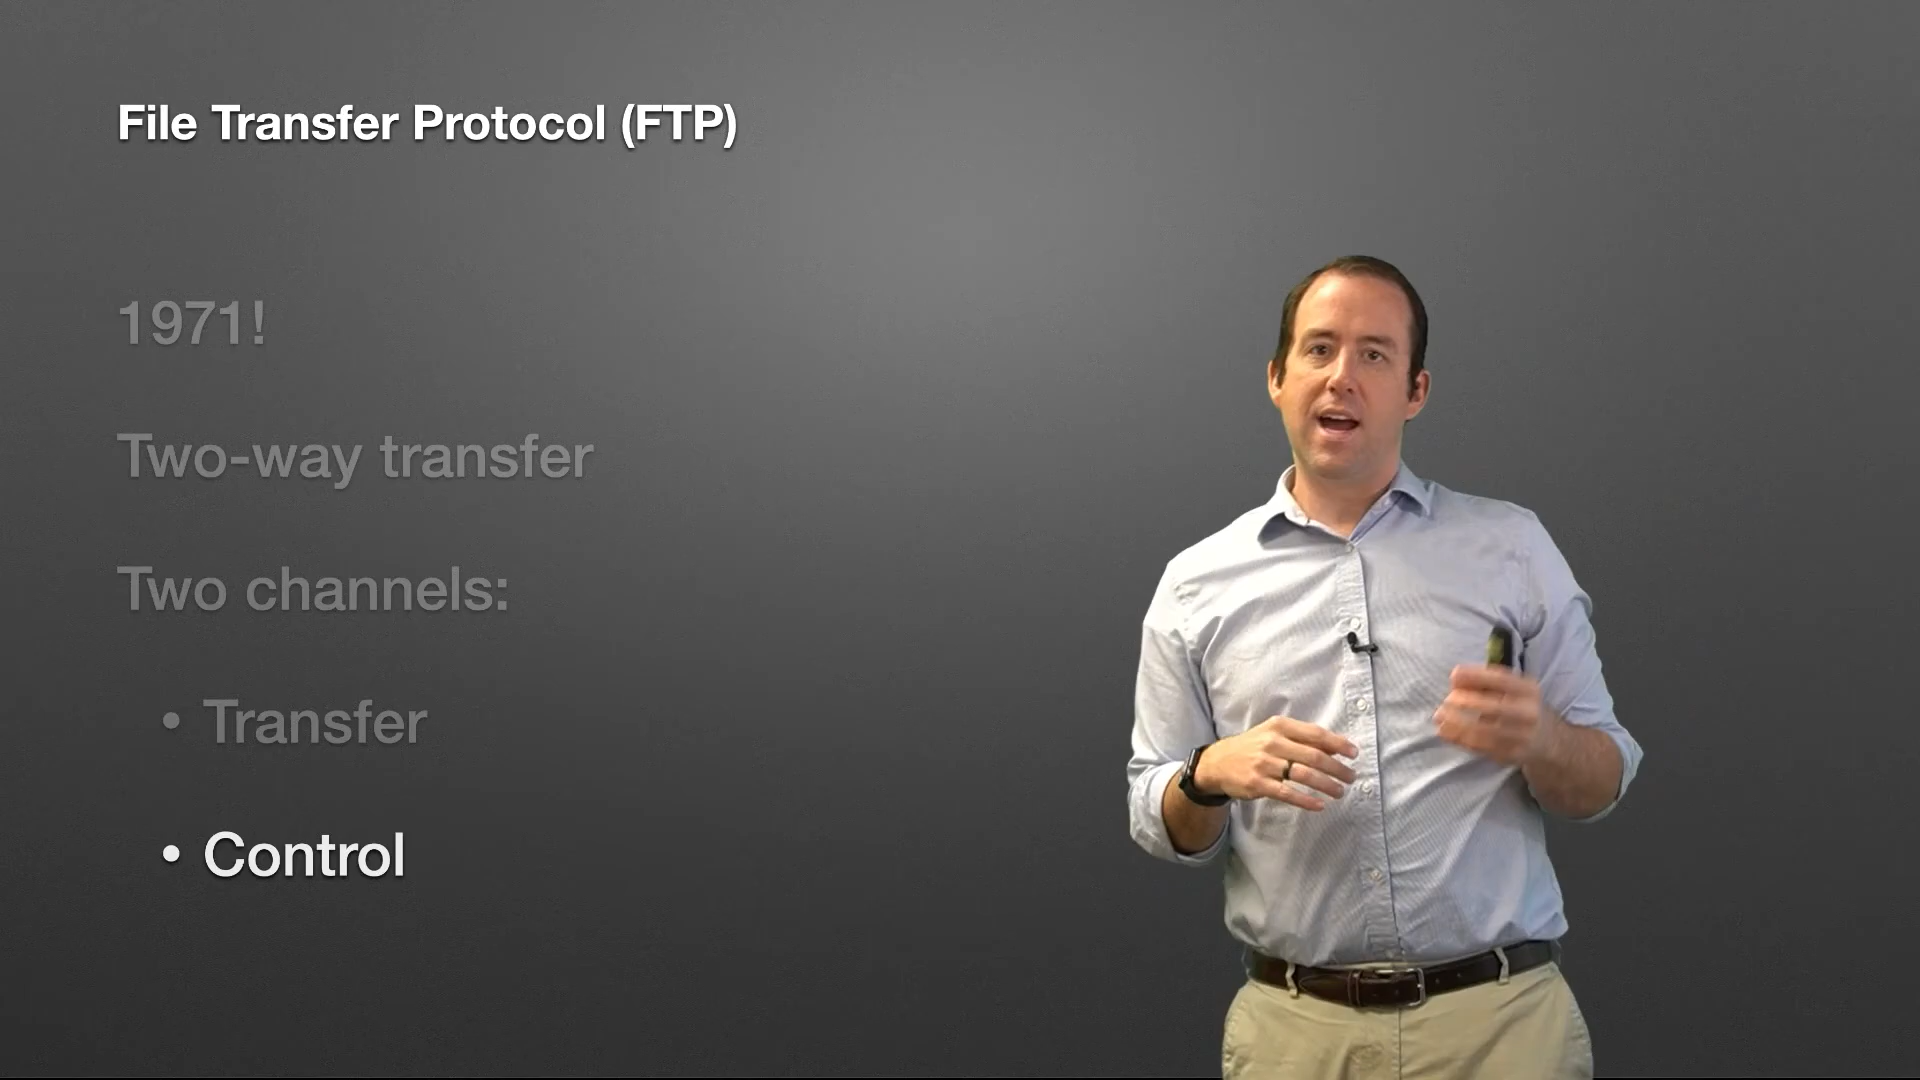 File Transfer Protocol (FTP)
1971!
Two-way transfer
Two channels:
• Transfer
• Control